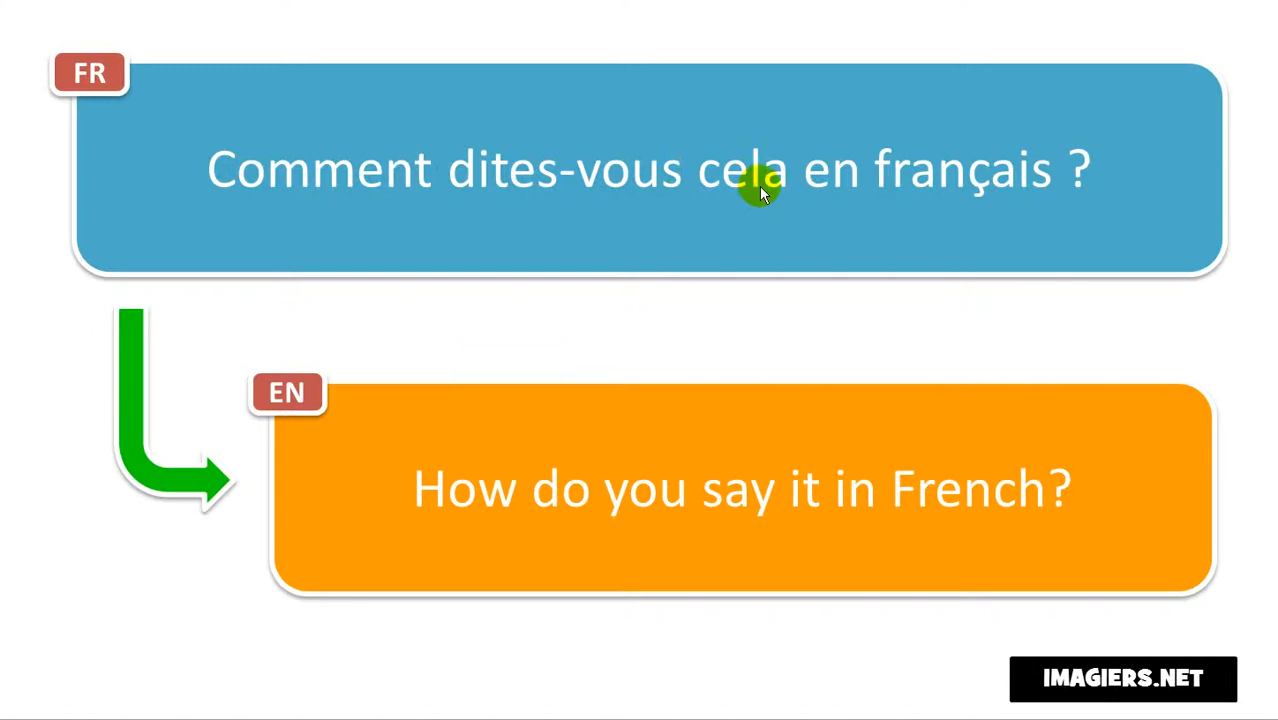 FR
Comment dites-vous cela en français ?
EN
How do you say it in French?
IMAGIERS.NET